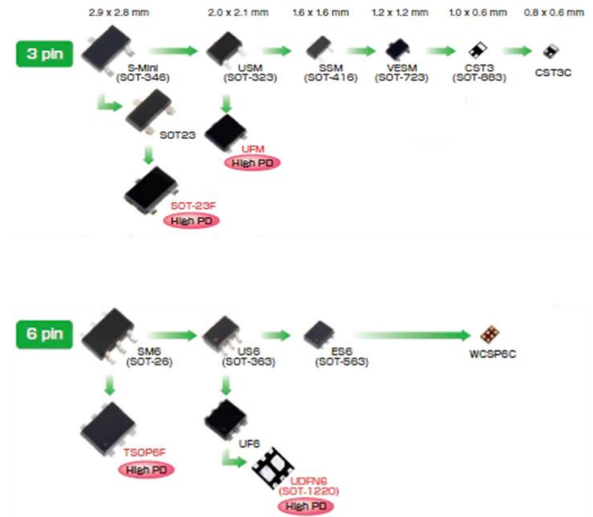 2.9 x 2.8 mm
2.0 x 2.1 mm
1.6 x 1.6 mm
1.2 x 1.2 mm
1.0 x 0.6 mm
0.8 x 0.6 mm
3 pin
S-Mini
(SOT-346)
USM
(SOT-323)
SSM
(SOT-416)
VESM
(SOT-723)
CST3
(SOT-883)
CST3C
SOT23
UFM
High PD
SOT-23F
High PD
6 pin
SM6
(SOT-26)
US6
(SOT-363)
ES6
(SOT-563)
WCSP6C
TSOP6F
High PD
UF6
UDFN6
(SOT-1220)
High PD